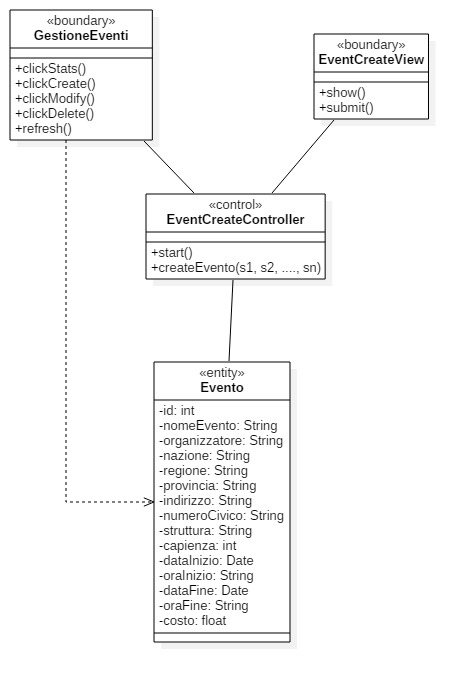 «boundary»
GestioneEventi
+clickStats()
+clickCreate()
+clickModify()
+clickDelete()
+refresh()
«boundary»
EventCreateView
+show()
+submit()
«control»
EventCreateController
+start()
+createEvento(s1, s2, ...., sn)
«entity»
Evento
-id: int
-nomeEvento: String
-organizzatore: String
-nazione: String
-regione: String
-provincia: String
-indirizzo: String
-numeroCivico: String
-struttura: String
-capienza: int
-dataInizio: Date
-oraInizio: String
-dataFine: Date
-oraFine: String
-costo: float